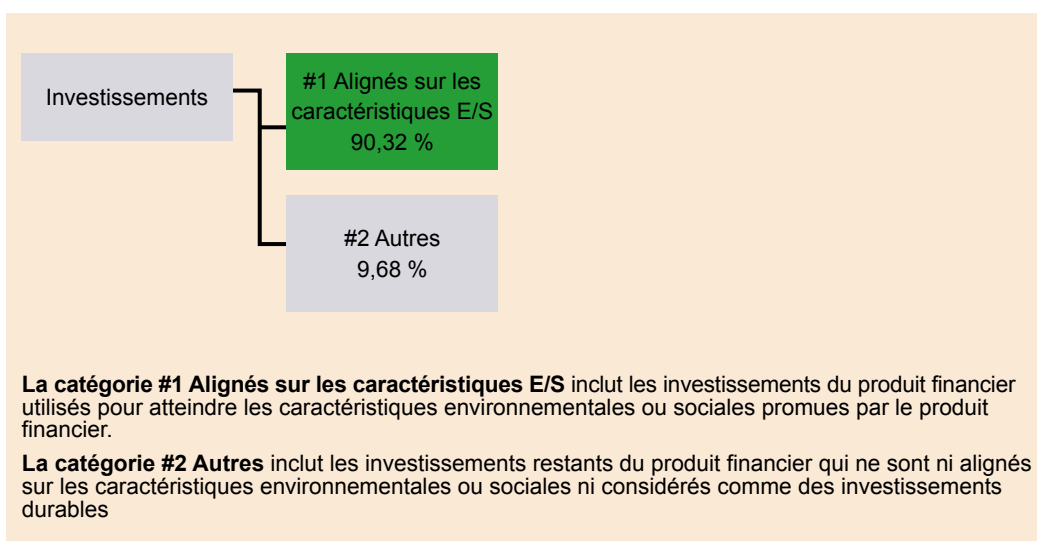 Investissements
#1 Alignés sur les
caractéristiques E/S
90,32 %
#2 Autres
9,68 %
La catégorie #1 Alignés sur les caractéristiques E/S inclut les investissements du produit financier
utilisés pour atteindre les caractéristiques environnementales ou sociales promues par le produit
financier.
La catégorie #2 Autres inclut les investissements restants du produit financier qui ne sont ni alignés
sur les caractéristiques environnementales ou sociales ni considérés comme des investissements
durables